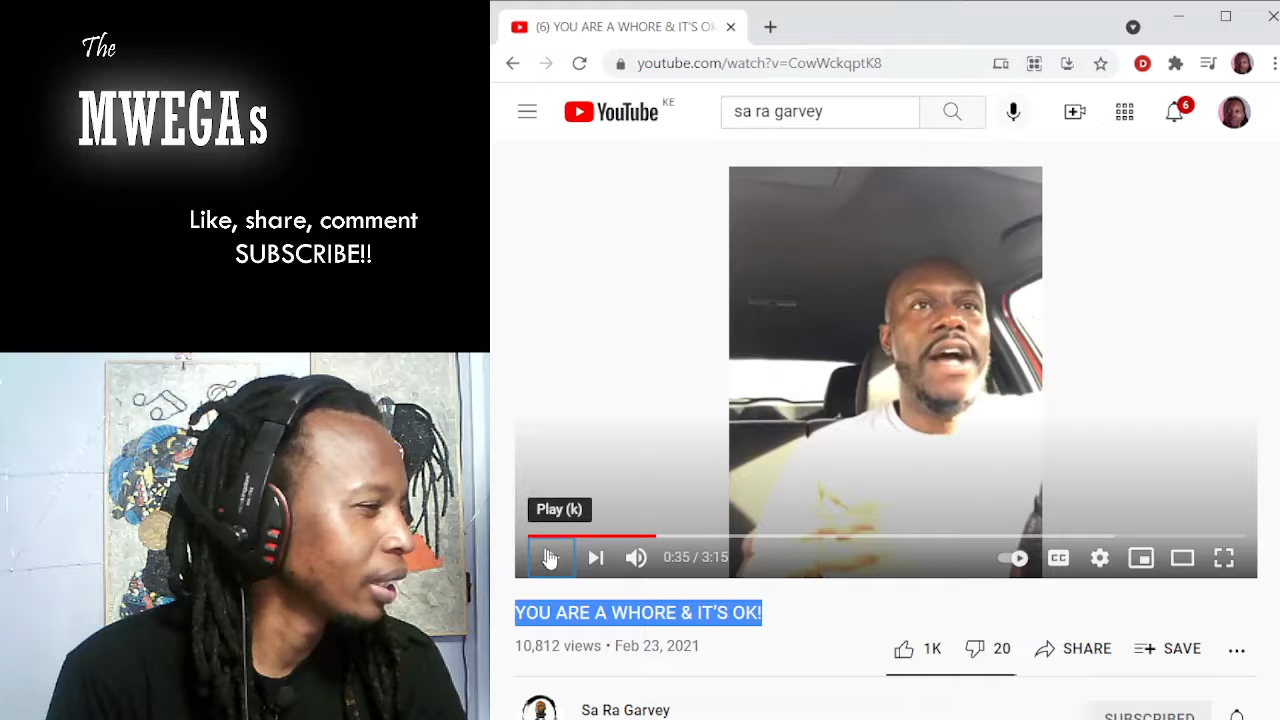 The
MWEGAs
Like, share, comment
SUBSCRIBE!!
(6) YOU ARE A WHORE & IT'S OK!
youtube.com/watch?v=CowWckqptK8
D
YouTube KE
sa ra garvey
6
Play (k)
0:35 / 3:15
CC
YOU ARE A WHORE & IT'S OK!
10,812 views • Feb 23, 2021
1K
20
SHARE
SAVE
Sa Ra Garvey
SUBSCRIBED